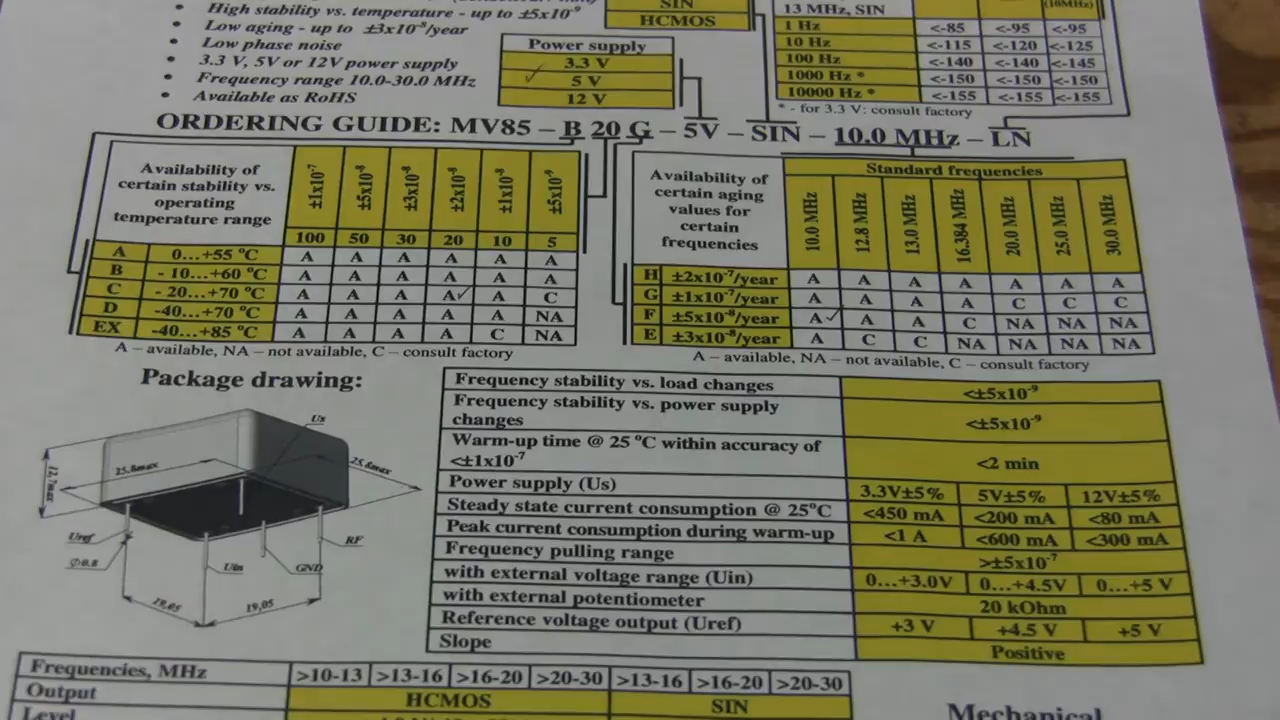 High stability vs. temperature - up to ±5x10⁻⁹
Low aging - up to ±3x10⁻⁸/year
Low phase noise
3.3 V, 5V or 12V power supply
Frequency range 10.0-30.0 MHz
Available as RoHS
SIN
HCMOS
Power supply
3.3 V
5 V
12 V
13 MHz, SIN (10MHz)
1 Hz <-85 <-95 <-95
10 Hz <-115 <-120 <-125
100 Hz <-140 <-140 <-145
1000 Hz * <-150 <-150 <-150
10000 Hz * <-155 <-155 <-155
* - for 3.3 V: consult factory
ORDERING GUIDE: MV85 – B 20 G – 5V – SIN – 10.0 MHz – LN
Availability of
certain stability vs.
operating
temperature range
±1x10⁻⁷ ±5x10⁻⁸ ±3x10⁻⁸ ±2x10⁻⁸ ±1x10⁻⁸ ±5x10⁻⁹
100 50 30 20 10 5
A 0…+55 °C A A A A A A
B - 10…+60 °C A A A A A A
C - 20…+70 °C A A A A A C
D -40…+70 °C A A A A A NA
EX -40…+85 °C A A A A C NA
A – available, NA – not available, C – consult factory
Availability of
certain aging
values for
certain
frequencies
Standard frequencies
10.0 MHz 12.8 MHz 13.0 MHz 16.384 MHz 20.0 MHz 25.0 MHz 30.0 MHz
H ±2x10⁻⁷/year A A A A A A A
G ±1x10⁻⁷/year A A A A C C C
F ±5x10⁻⁸/year A A A C NA NA NA
E ±3x10⁻⁸/year A C C NA NA NA NA
A – available, NA – not available, C – consult factory
Package drawing:
Us
25.8max
25.8max
12.7max
Uref
Ø0.8
Uin
GND
RF
19,05
19,05
Frequency stability vs. load changes <±5x10⁻⁹
Frequency stability vs. power supply
changes <±5x10⁻⁹
Warm-up time @ 25 °C within accuracy of
<±1x10⁻⁷ <2 min
Power supply (Us) 3.3V±5% 5V±5% 12V±5%
Steady state current consumption @ 25°C <450 mA <200 mA <80 mA
Peak current consumption during warm-up <1 A <600 mA <300 mA
Frequency pulling range >±5x10⁻⁷
with external voltage range (Uin) 0…+3.0V 0…+4.5V 0…+5 V
with external potentiometer 20 kOhm
Reference voltage output (Uref) +3 V +4.5 V +5 V
Slope Positive
Frequencies, MHz >10-13 >13-16 >16-20 >20-30 >13-16 >16-20 >20-30
Output HCMOS SIN
Level
Mechanical